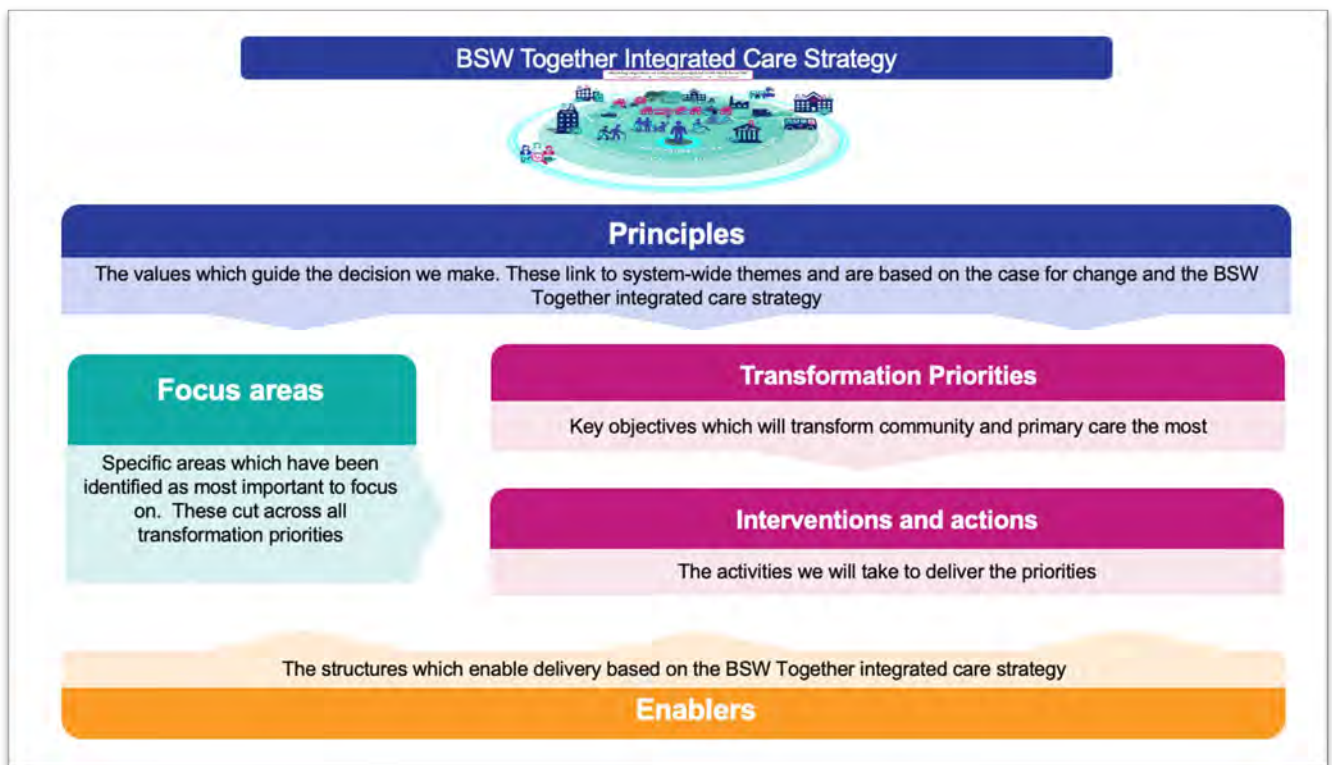 BSW Together Integrated Care Strategy
Principles
The values which guide the decision we make. These link to system-wide themes and are based on the case for change and the BSW
Together integrated care strategy
Focus areas
Specific areas which have been
identified as most important to focus
on. These cut across all
transformation priorities
Transformation Priorities
Key objectives which will transform community and primary care the most
Interventions and actions
The activities we will take to deliver the priorities
The structures which enable delivery based on the BSW Together integrated care strategy
Enablers